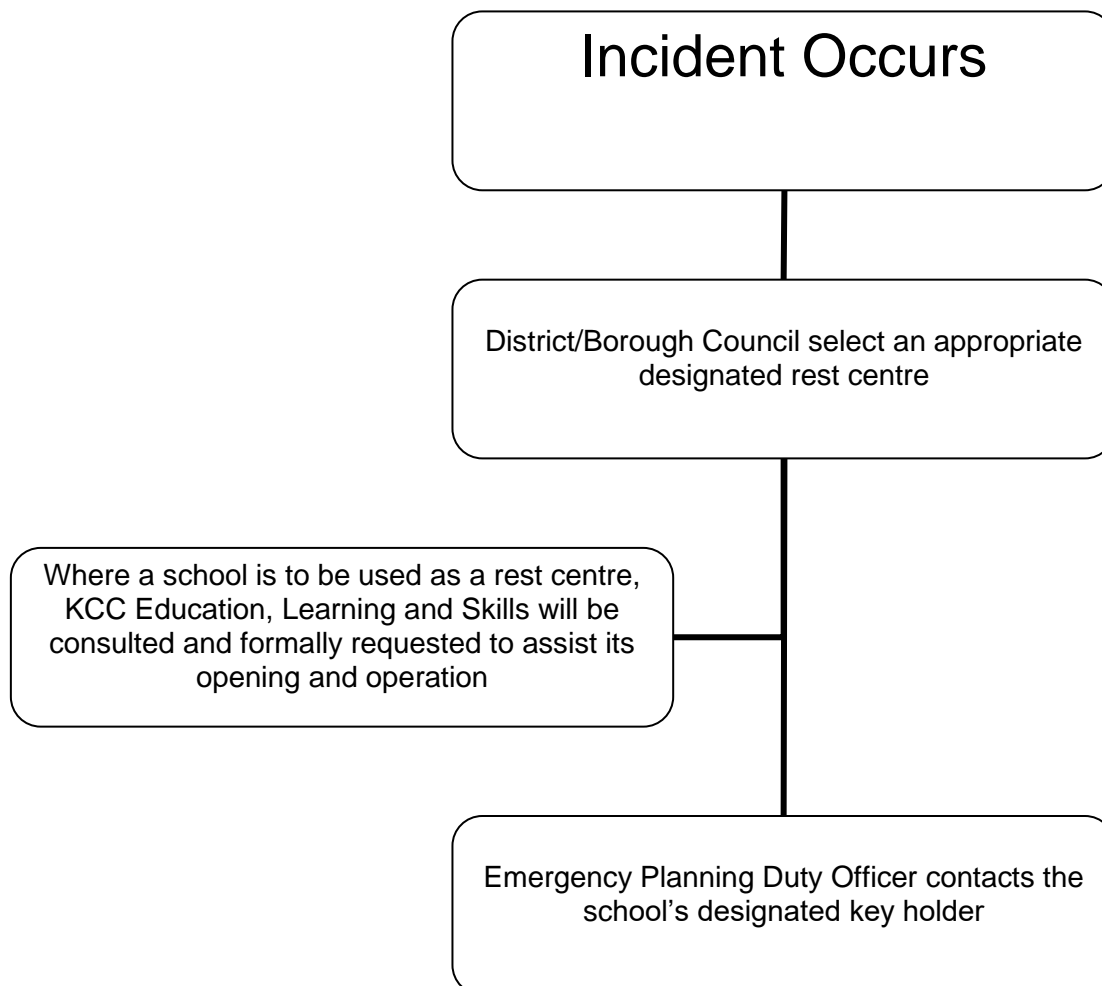 Incident Occurs
District/Borough Council select an appropriate
designated rest centre
Where a school is to be used as a rest centre,
KCC Education, Learning and Skills will be
consulted and formally requested to assist its
opening and operation
Emergency Planning Duty Officer contacts the
school’s designated key holder